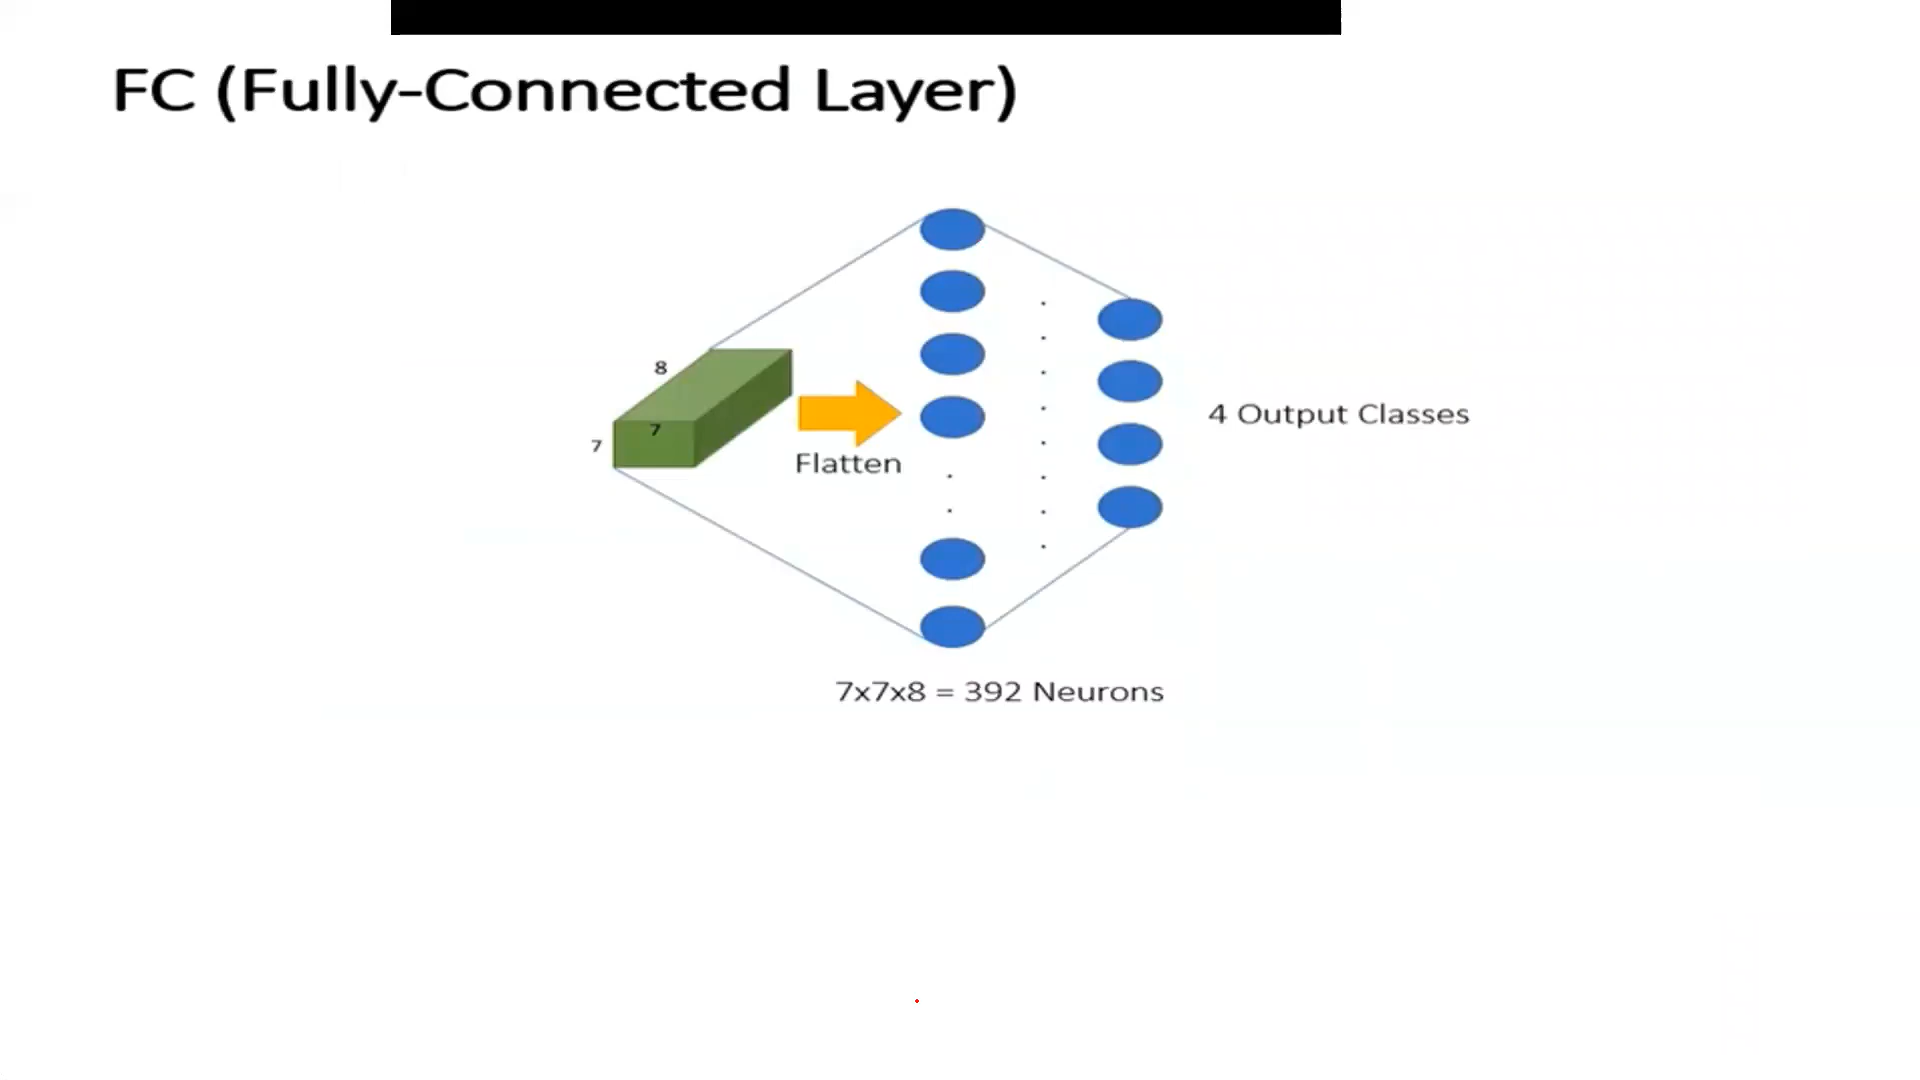 FC (Fully-Connected Layer)
8
7
7
Flatten
4 Output Classes
7x7x8 = 392 Neurons